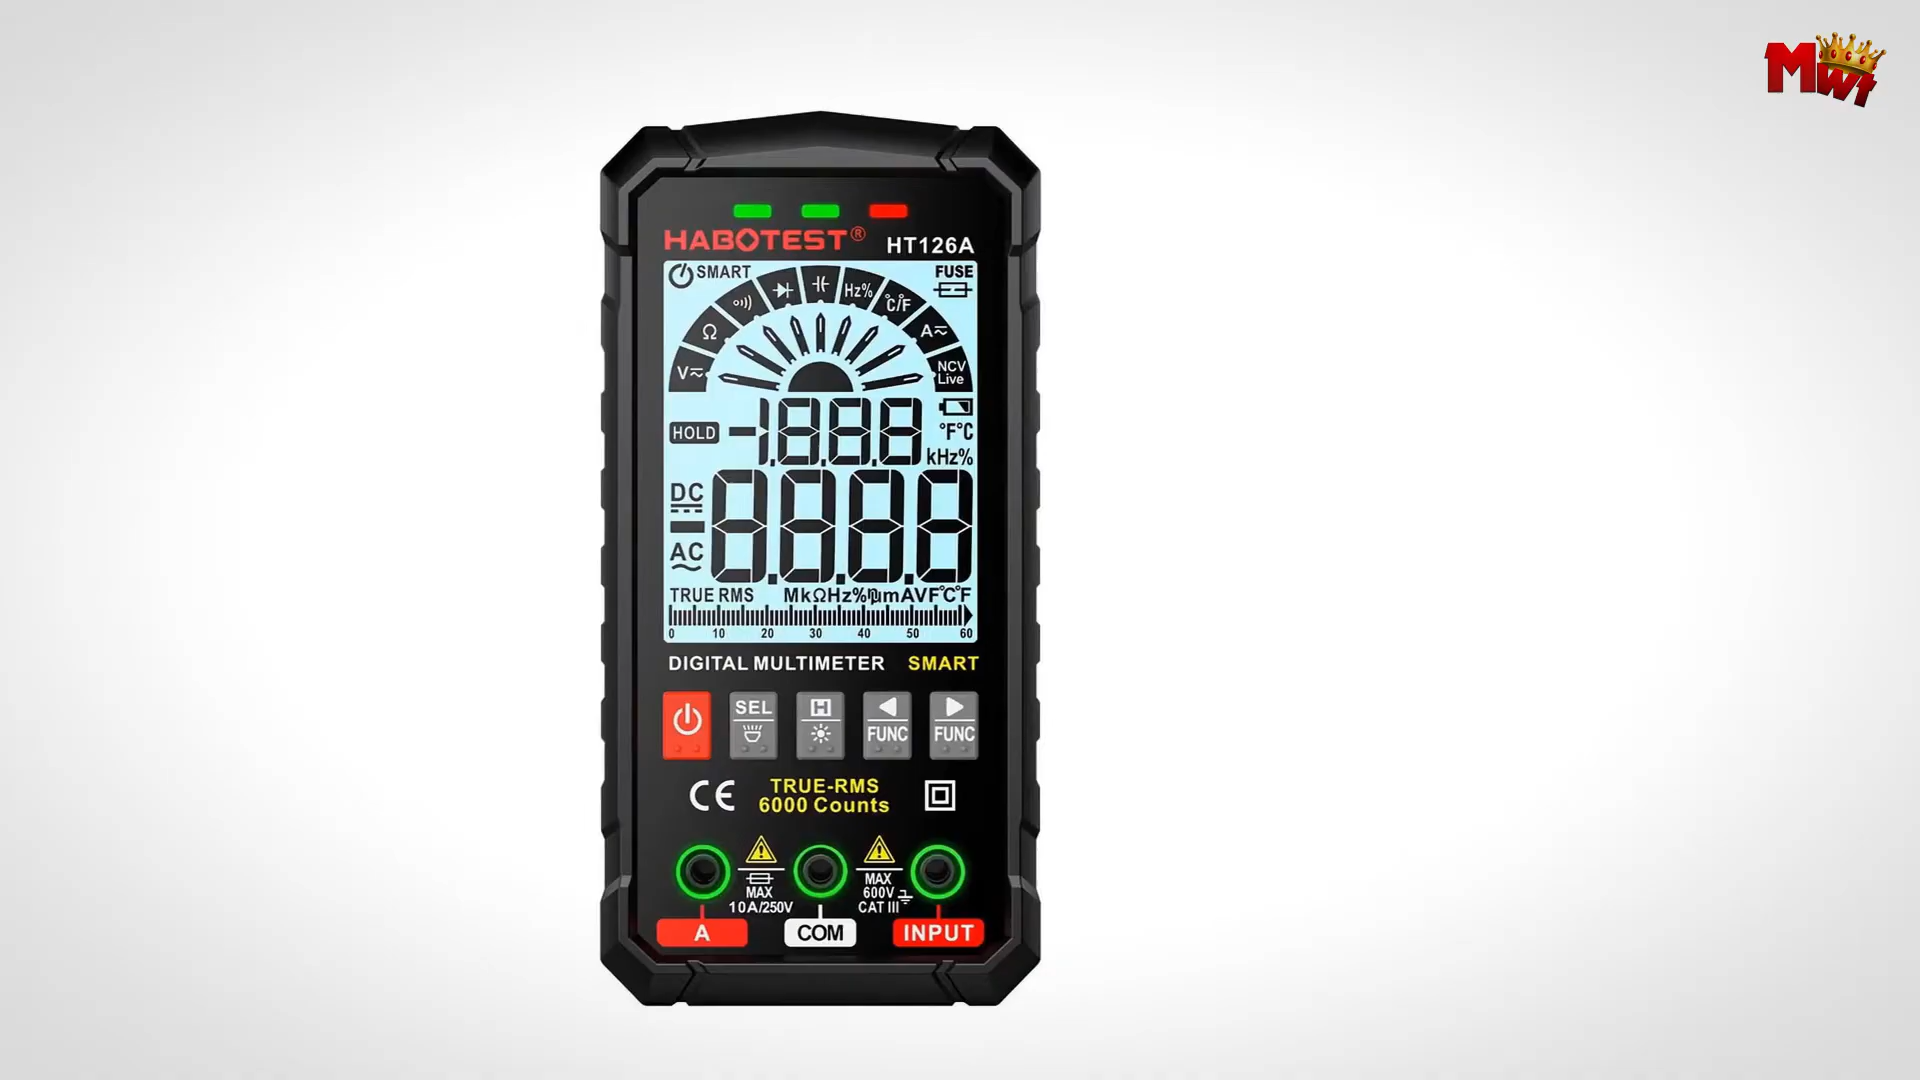 Mwt
HABOTEST® HT126A
SMART FUSE
Hz%
°C/°F
Ω
A
V
NCV
Live
HOLD -1.8.8.8 °F°C
kHz%
DC
8.8.8.8
AC
TRUE RMS MkΩHz%nµmAVF°C°F
0 10 20 30 40 50 60
DIGITAL MULTIMETER SMART
SEL H ◀ ▶
FUNC FUNC
CE TRUE-RMS
6000 Counts
MAX MAX
10A/250V 600V
CAT III
A COM INPUT